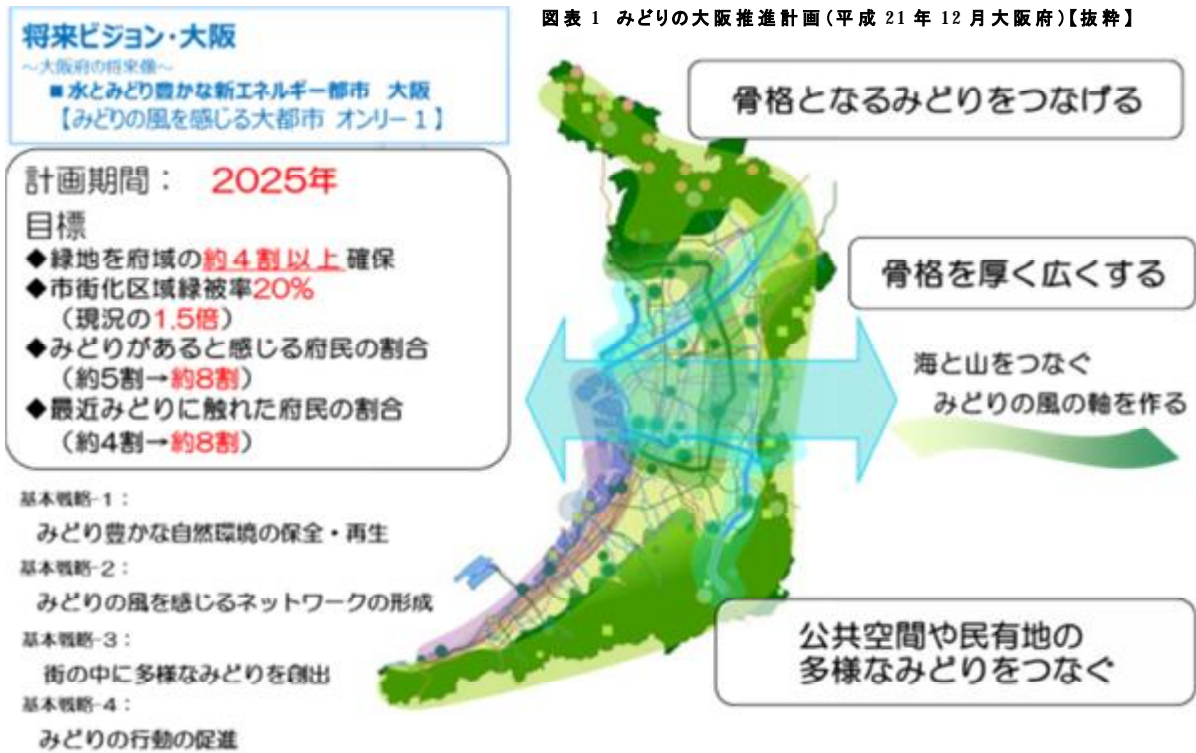 図表 1 みどりの大阪推進計画(平成 21 年 12 月大阪府)【抜粋】
将来ビジョン・大阪
～大阪府の将来像～
■水とみどり豊かな新エネルギー都市 大阪
【みどりの風を感じる大都市 オンリー1】
計画期間： 2025年
目標
◆緑地を府域の約４割以上確保
◆市街化区域緑被率20%
（現況の1.5倍）
◆みどりがあると感じる府民の割合
（約5割→約8割）
◆最近みどりに触れた府民の割合
（約4割→約8割）
基本戦略-1：
みどり豊かな自然環境の保全・再生
基本戦略-2：
みどりの風を感じるネットワークの形成
基本戦略-3：
街の中に多様なみどりを創出
基本戦略-4：
みどりの行動の促進
骨格となるみどりをつなげる
骨格を厚く広くする
海と山をつなぐ
みどりの風の軸を作る
公共空間や民有地の
多様なみどりをつなぐ